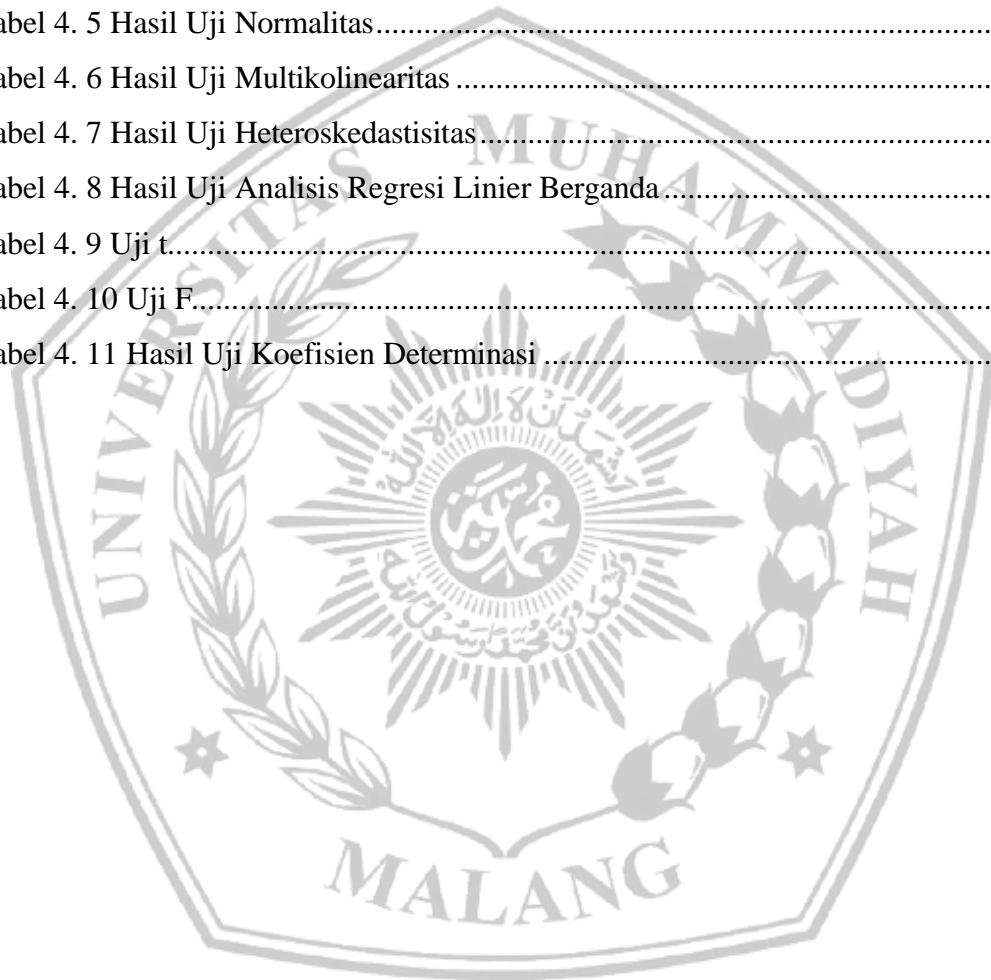 abel 4. 5 Hasil Uji Normalitas
abel 4. 6 Hasil Uji Multikolinearitas
abel 4. 7 Hasil Uji Heteroskedastisitas
abel 4. 8 Hasil Uji Analisis Regresi Linier Berganda
abel 4. 9 Uji t
abel 4. 10 Uji F
abel 4. 11 Hasil Uji Koefisien Determinasi
UNIVERSITAS MUHAMMADIYAH
MALANG